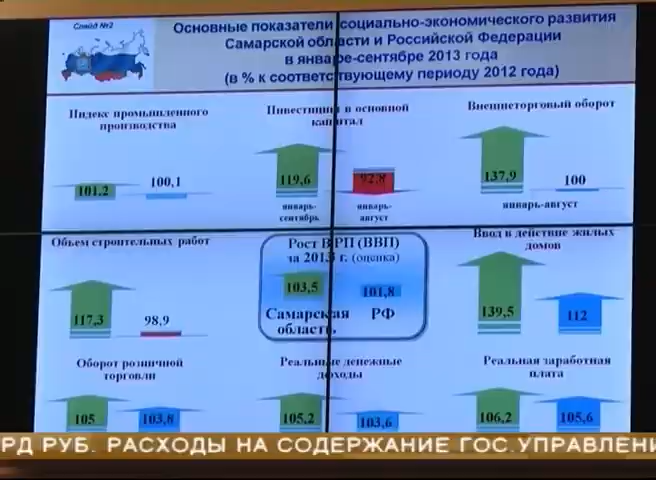 Слайд №2
Основные показатели социально-экономического развития
Самарской области и Российской Федерации
в январе-сентябре 2013 года
(в % к соответствующему периоду 2012 года)
Индекс промышленного
производства
101,2
100,1
Инвестиции в основной
капитал
119,6
92,8
январь-
сентябрь
январь-
август
Внешнеторговый оборот
137,9
100
январь-август
Объем строительных работ
117,3
98,9
Рост ВРП (ВВП)
за 2013 г. (оценка)
103,5
101,8
Самарская
область
РФ
Ввод в действие жилых
домов
139,5
112
Оборот розничной
торговли
105
103,8
Реальные денежные
доходы
105,2
103,6
Реальная заработная
плата
106,2
105,6
РД РУБ. РАСХОДЫ НА СОДЕРЖАНИЕ ГОС.УПРАВЛЕНИ